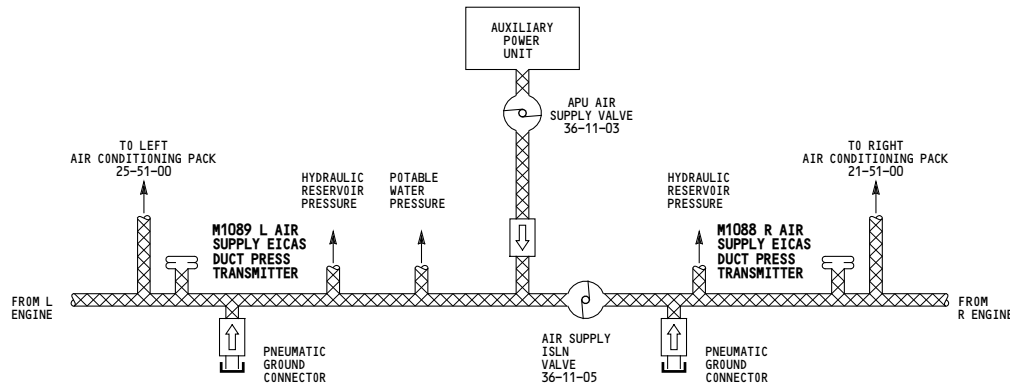 AUXILIARY
POWER
UNIT
APU AIR
SUPPLY VALVE
36-11-03
TO LEFT
AIR CONDITIONING PACK
25-51-00
TO RIGHT
AIR CONDITIONING PACK
21-51-00
HYDRAULIC
RESERVOIR
PRESSURE
POTABLE
WATER
PRESSURE
HYDRAULIC
RESERVOIR
PRESSURE
M1089 L AIR
SUPPLY EICAS
DUCT PRESS
TRANSMITTER
M1088 R AIR
SUPPLY EICAS
DUCT PRESS
TRANSMITTER
FROM L
ENGINE
FROM
R ENGINE
PNEUMATIC
GROUND
CONNECTOR
AIR SUPPLY
ISLN
VALVE
36-11-05
PNEUMATIC
GROUND
CONNECTOR